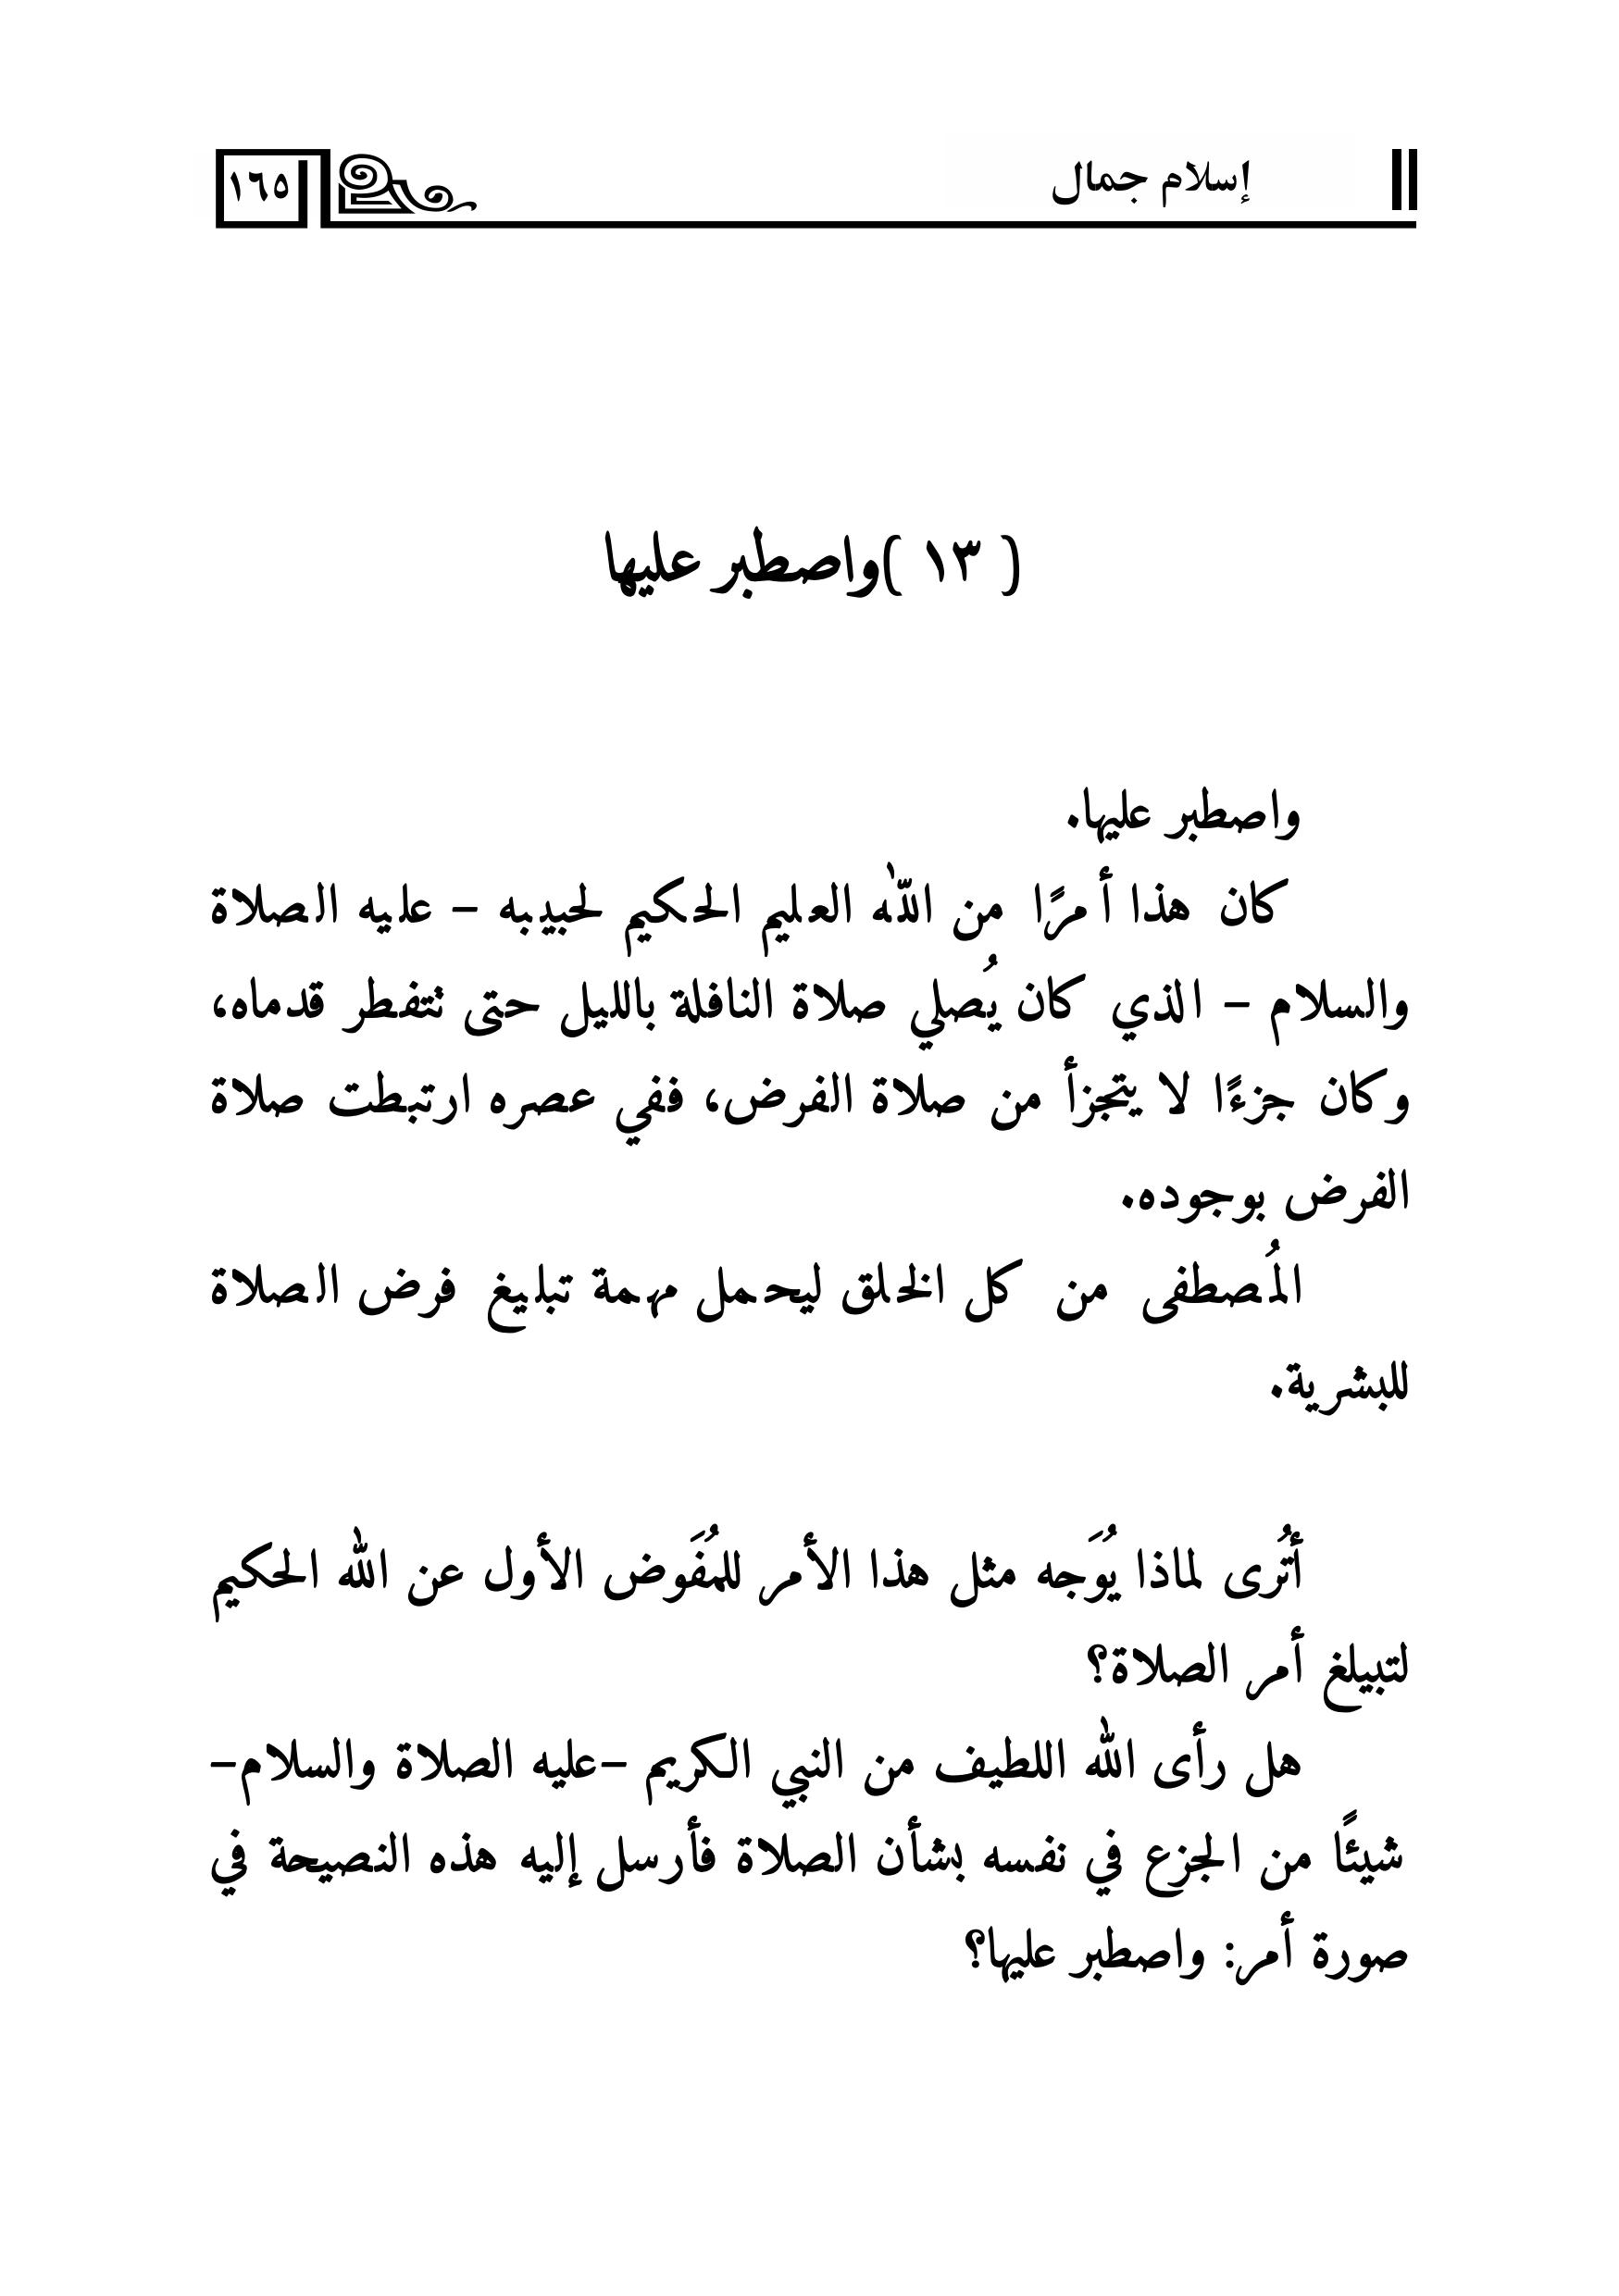 إسلام جمال
١٦٥
( ١٣ )واصطبر عليها
واصطبر عليها.
كان هذا أمرًا من الله العليم الحكيم لحبيبه – عليه الصلاة
والسلام – الذي كان يُصلي صلاة النافلة بالليل حتى تتفطر قدماه،
وكان جزءًا لا يتجزأ من صلاة الفرض، ففي عصره ارتبطت صلاة
الفرض بوجوده.
المُصطفى من كل الخلق ليحمل مهمة تبليغ فرض الصلاة
للبشرية.
أتُرى لماذا يُوَجه مثل هذا الأمر للمُفَوض الأول عن الله الحكيم
لتبيلغ أمر الصلاة؟
هل رأى الله اللطيف من النبي الكريم –عليه الصلاة والسلام–
شيئًا من الجزع في نفسه بشأن الصلاة فأرسل إليه هذه النصيحة في
صورة أمر: واصطبر عليها؟